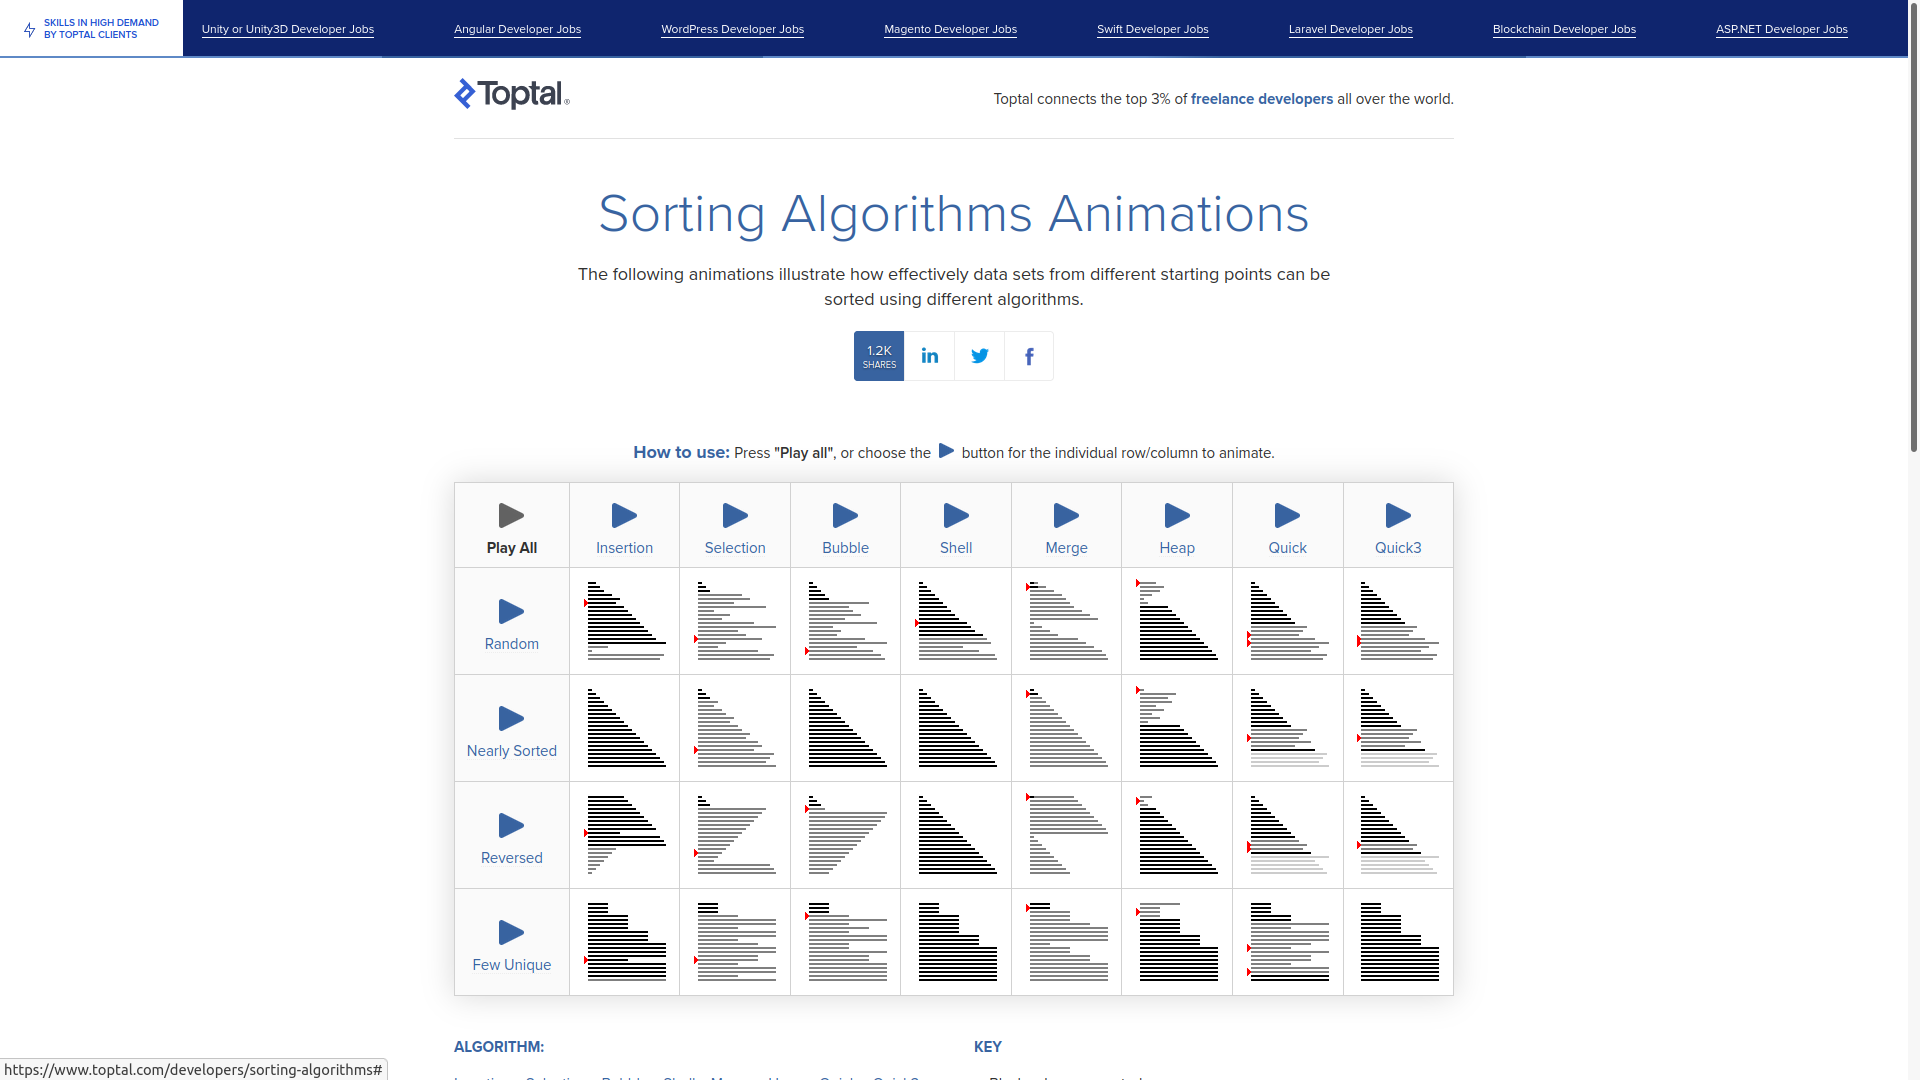 SKILLS IN HIGH DEMAND
BY TOPTAL CLIENTS
Unity or Unity3D Developer Jobs
Angular Developer Jobs
WordPress Developer Jobs
Magento Developer Jobs
Swift Developer Jobs
Laravel Developer Jobs
Blockchain Developer Jobs
ASP.NET Developer Jobs
Toptal®
Toptal connects the top 3% of freelance developers all over the world.
Sorting Algorithms Animations
The following animations illustrate how effectively data sets from different starting points can be
sorted using different algorithms.
1.2K
SHARES
How to use: Press "Play all", or choose the button for the individual row/column to animate.
Play All
Insertion
Selection
Bubble
Shell
Merge
Heap
Quick
Quick3
Random
Nearly Sorted
Reversed
Few Unique
ALGORITHM:
KEY
https://www.toptal.com/developers/sorting-algorithms#